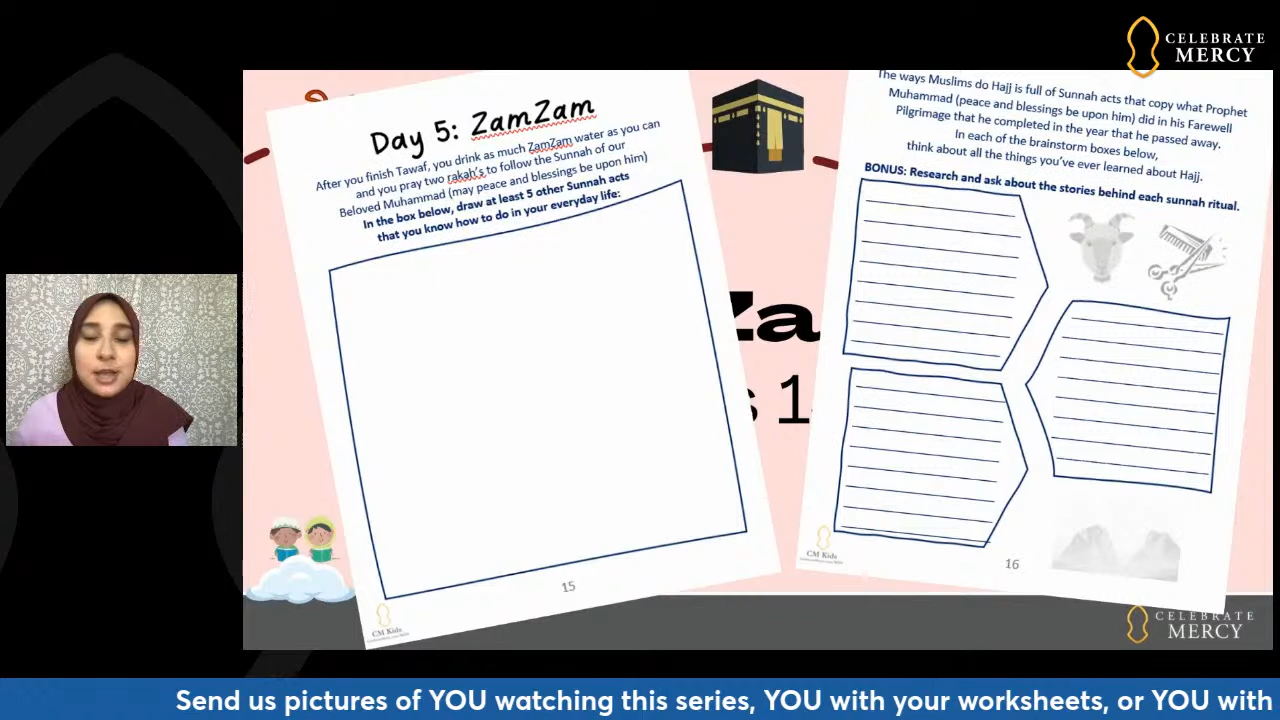 CELEBRATE
MERCY
Day 5: ZamZam
After you finish Tawaf, you drink as much ZamZam water as you can
and you pray two rakah's to follow the Sunnah of our
Beloved Muhammad (may peace and blessings be upon him)
In the box below, draw at least 5 other Sunnah acts
that you know how to do in your everyday life:
15
CM Kids
The ways Muslims do Hajj is full of Sunnah acts that copy what Prophet
Muhammad (peace and blessings be upon him) did in his Farewell
Pilgrimage that he completed in the year that he passed away.
In each of the brainstorm boxes below,
think about all the things you've ever learned about Hajj.
BONUS: Research and ask about the stories behind each sunnah ritual.
CM Kids
16
Za
s 1
CELEBRATE
MERCY
Send us pictures of YOU watching this series, YOU with your worksheets, or YOU with